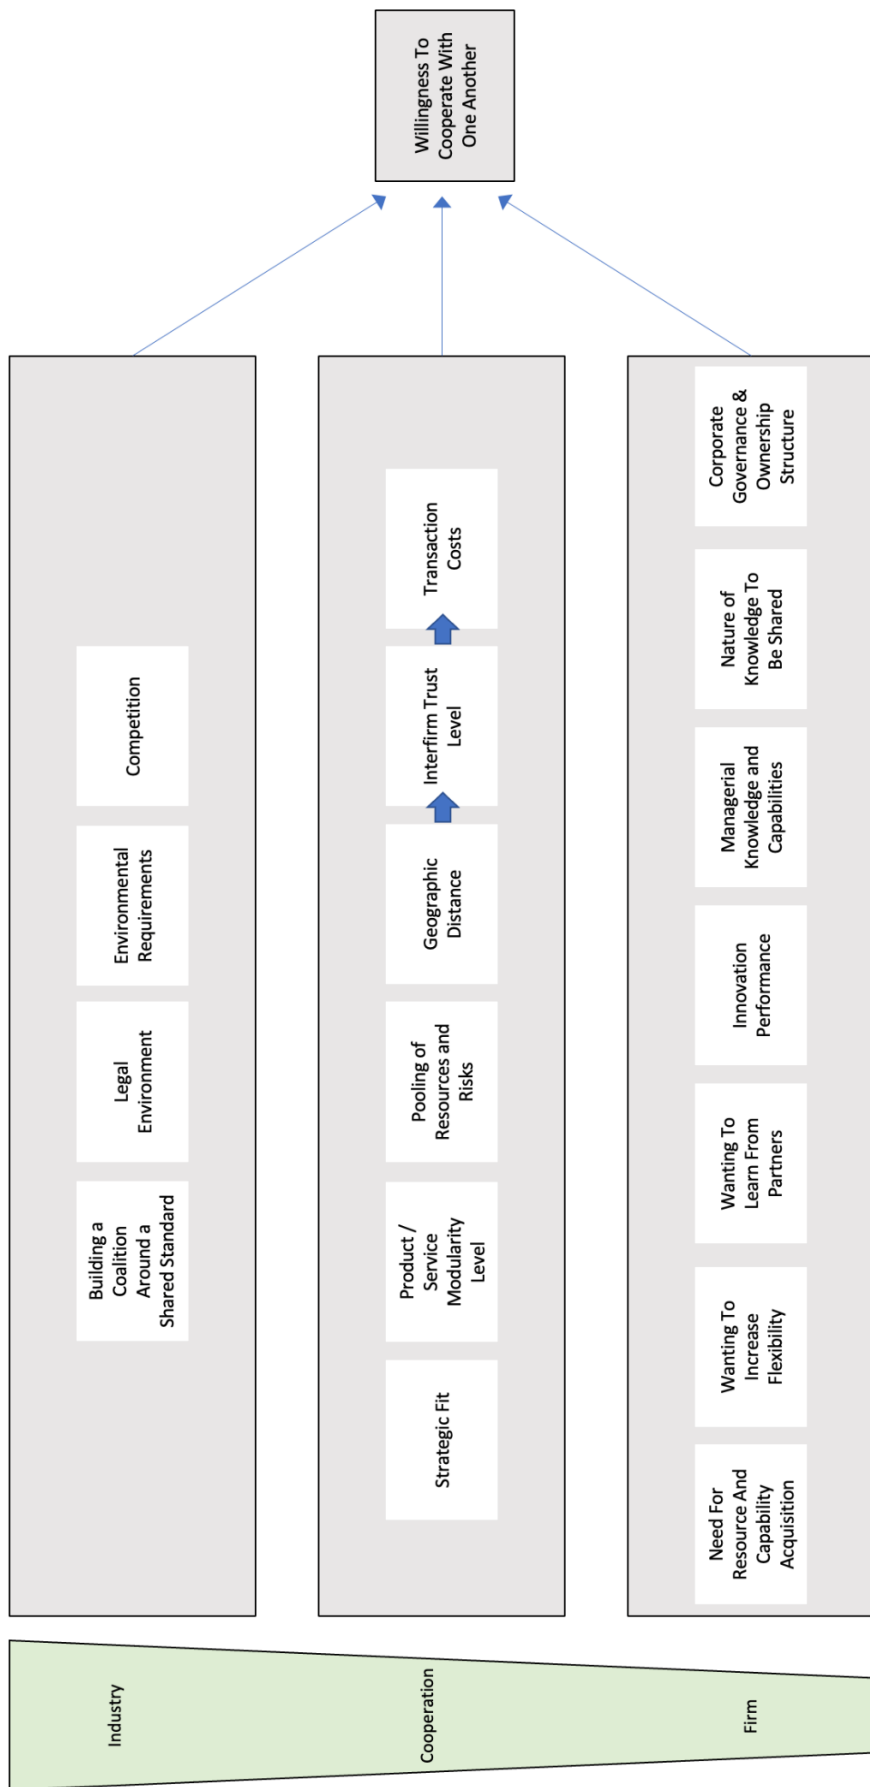 Industry
Building a
Coalition
Around a
Shared Standard
Legal
Environment
Environmental
Requirements
Competition
Cooperation
Strategic Fit
Product /
Service
Modularity
Level
Pooling of
Resources and
Risks
Geographic
Distance
Interfirm Trust
Level
Transaction
Costs
Firm
Need For
Resource And
Capability
Acquisition
Wanting To
Increase
Flexibility
Wanting To
Learn From
Partners
Innovation
Performance
Managerial
Knowledge and
Capabilities
Nature of
Knowledge To
Be Shared
Corporate
Governance &
Ownership
Structure
Willingness To
Cooperate With
One Another